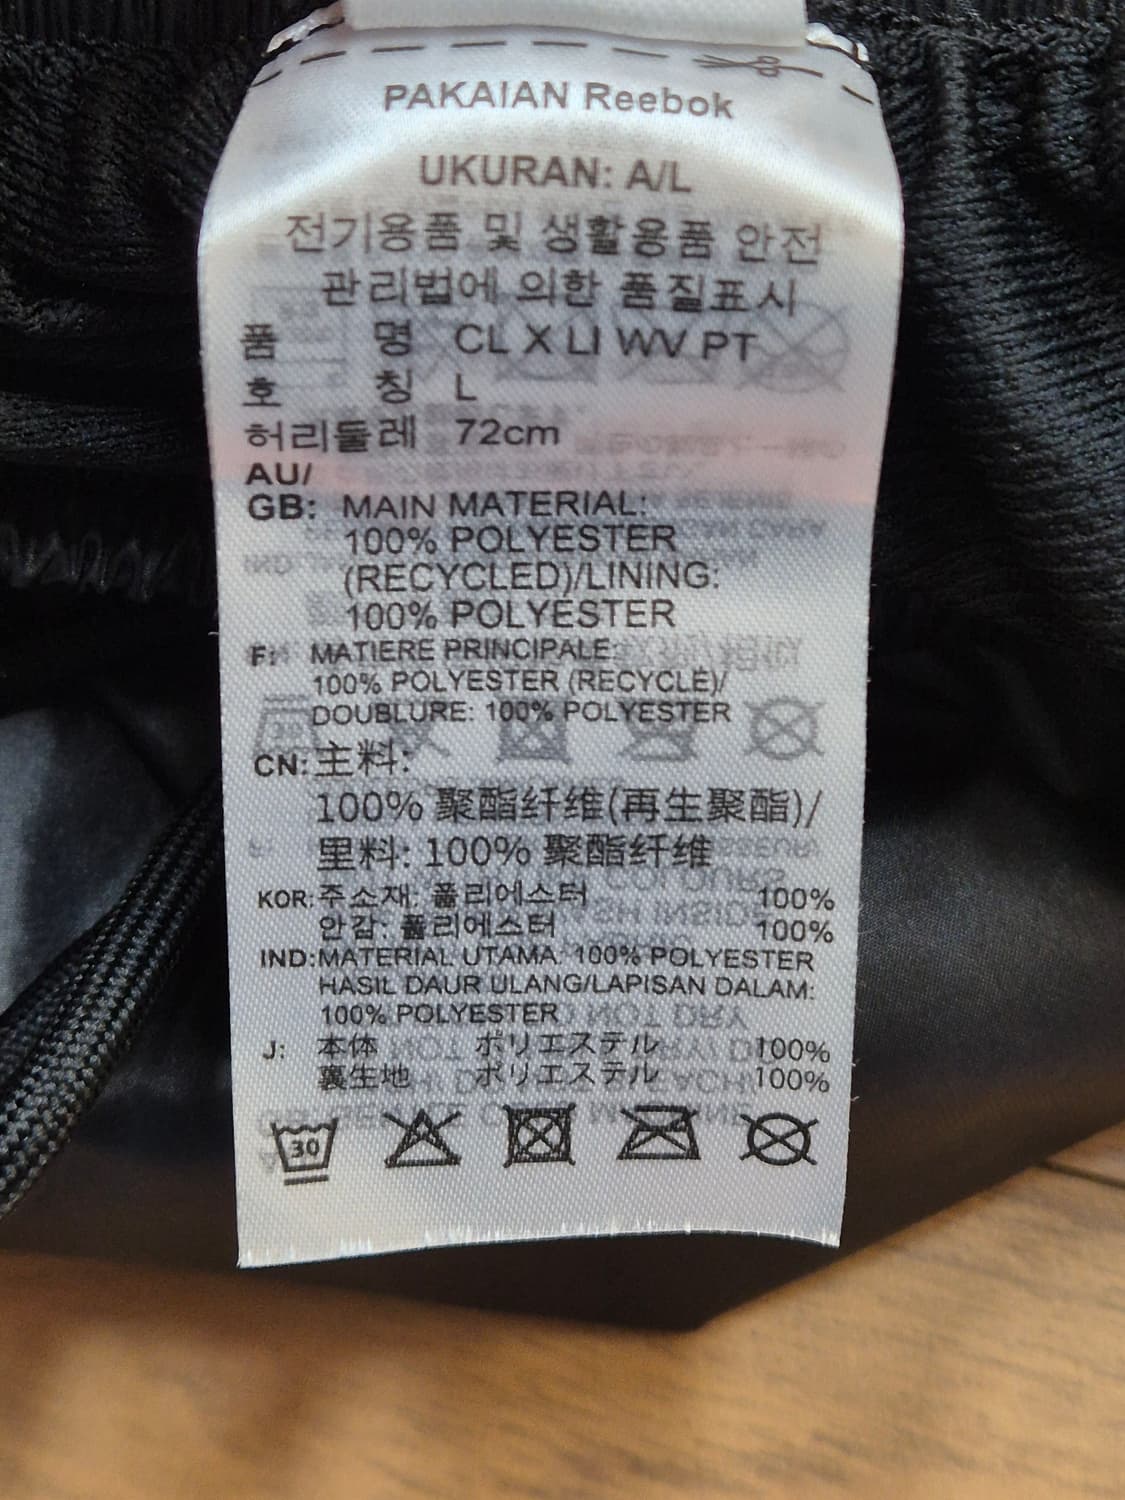 PAKAIAN Reebok
UKURAN: A/L
전기용품 및 생활용품 안전
관리법에 의한 품질표시
품 명 CL X LI WV PT
호 칭 L
허리둘레 72cm
AU/
GB: MAIN MATERIAL:
100% POLYESTER
(RECYCLED)/LINING:
100% POLYESTER
F: MATIERE PRINCIPALE:
100% POLYESTER (RECYCLE)/
DOUBLURE: 100% POLYESTER
CN: 主料:
100% 聚酯纤维(再生聚酯)/
里料: 100% 聚酯纤维
KOR: 주소재: 폴리에스터 100%
안감: 폴리에스터 100%
IND: MATERIAL UTAMA: 100% POLYESTER
HASIL DAUR ULANG/LAPISAN DALAM:
100% POLYESTER
J: 本体 ポリエステル 100%
裏生地 ポリエステル 100%
30